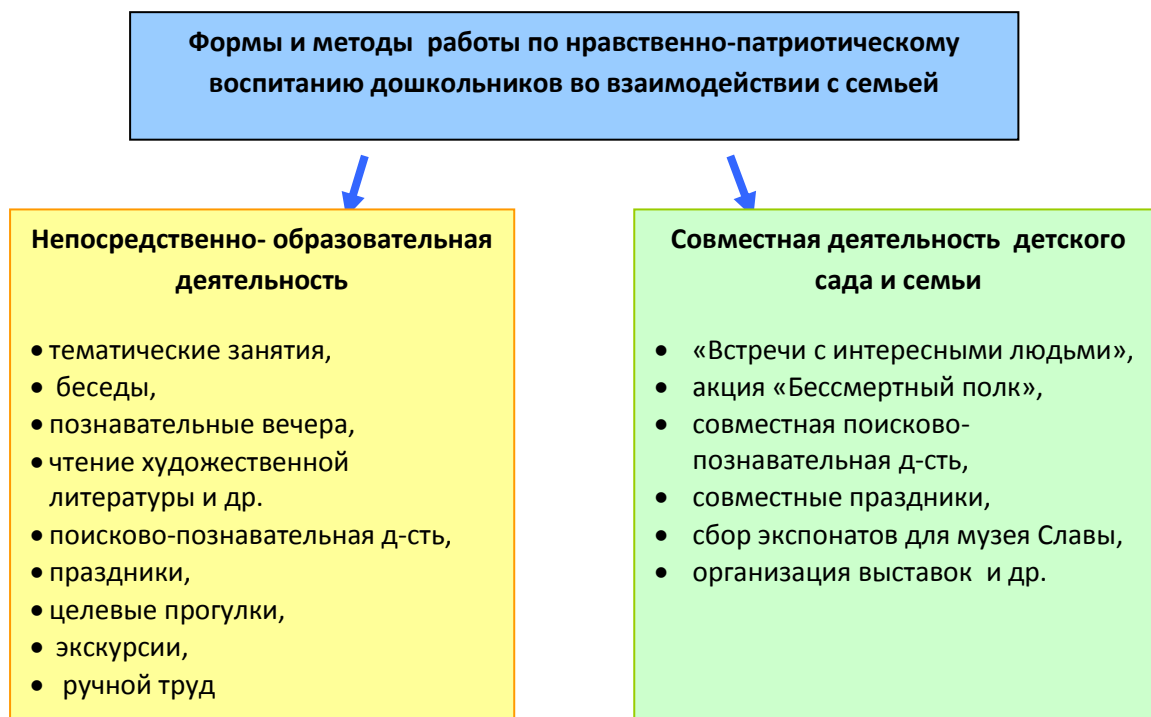 Формы и методы  работы по нравственно-патриотическому
воспитанию дошкольников во взаимодействии с семьей
Непосредственно- образовательная
деятельность
• тематические занятия,
• беседы,
• познавательные вечера,
• чтение художественной
литературы и др.
• поисково-познавательная д-сть,
• праздники,
• целевые прогулки,
• экскурсии,
• ручной труд
Совместная деятельность  детского
сада и семьи
• «Встречи с интересными людьми»,
• акция «Бессмертный полк»,
• совместная поисково-
познавательная д-сть,
• совместные праздники,
• сбор экспонатов для музея Славы,
• организация выставок  и др.